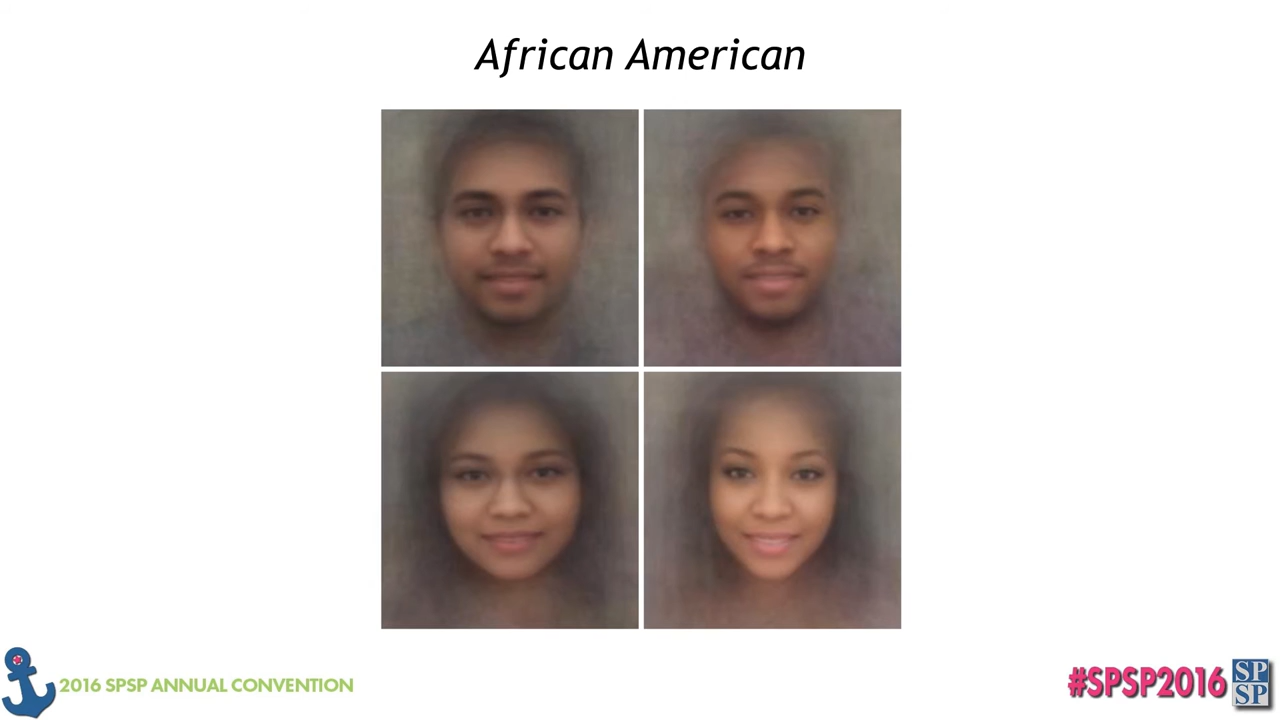 African American
2016 SPSP ANNUAL CONVENTION
#SPSP2016
SP
SP